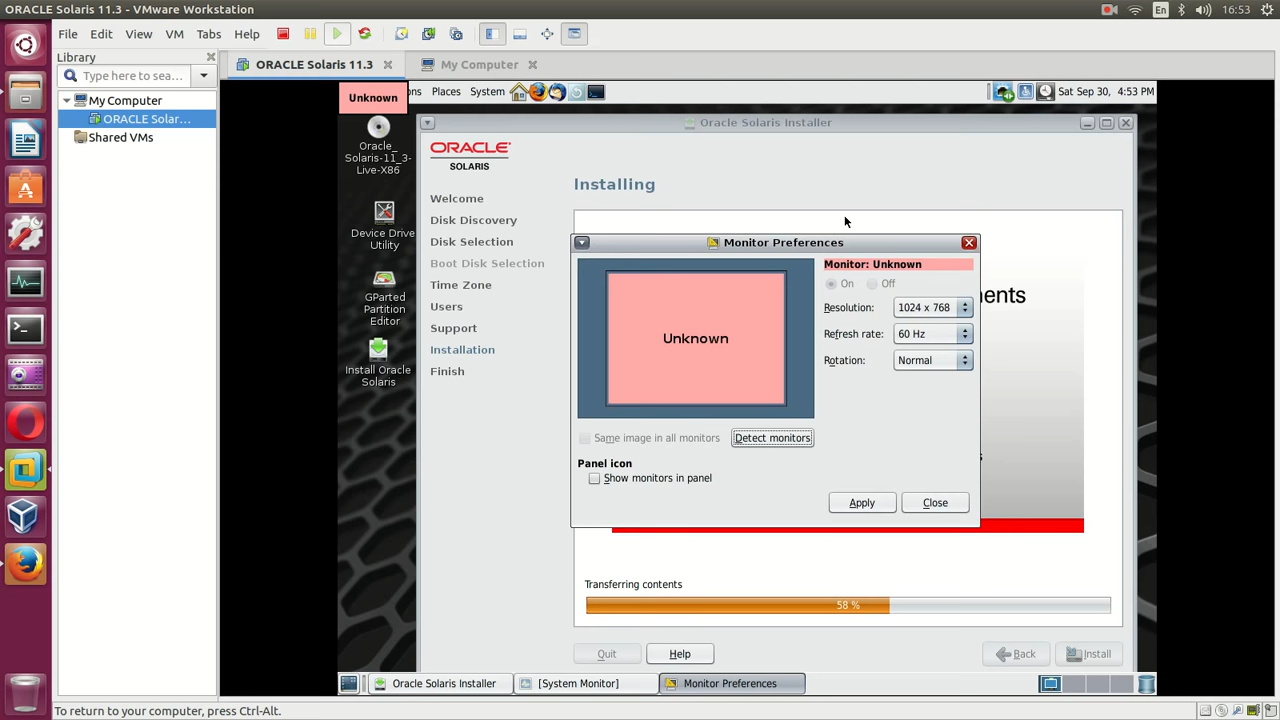 ORACLE Solaris 11.3 - VMware Workstation
En
16:53
File Edit View VM Tabs Help
Library
Type here to sea...
My Computer
ORACLE Solar...
Shared VMs
ORACLE Solaris 11.3
My Computer
Unknown
ons Places System
Sat Sep 30, 4:53 PM
Oracle_
Solaris-11_3-
Live-X86
Device Drive
Utility
GParted
Partition
Editor
Install Oracle
Solaris
Oracle Solaris Installer
ORACLE
SOLARIS
Welcome
Disk Discovery
Disk Selection
Boot Disk Selection
Time Zone
Users
Support
Installation
Finish
Installing
ents
s
Monitor Preferences
Unknown
Monitor: Unknown
On Off
Resolution: 1024 x 768
Refresh rate: 60 Hz
Rotation: Normal
Same image in all monitors
Detect monitors
Panel icon
Show monitors in panel
Apply Close
Transferring contents
58 %
Quit Help Back Install
Oracle Solaris Installer
[System Monitor]
Monitor Preferences
To return to your computer, press Ctrl-Alt.